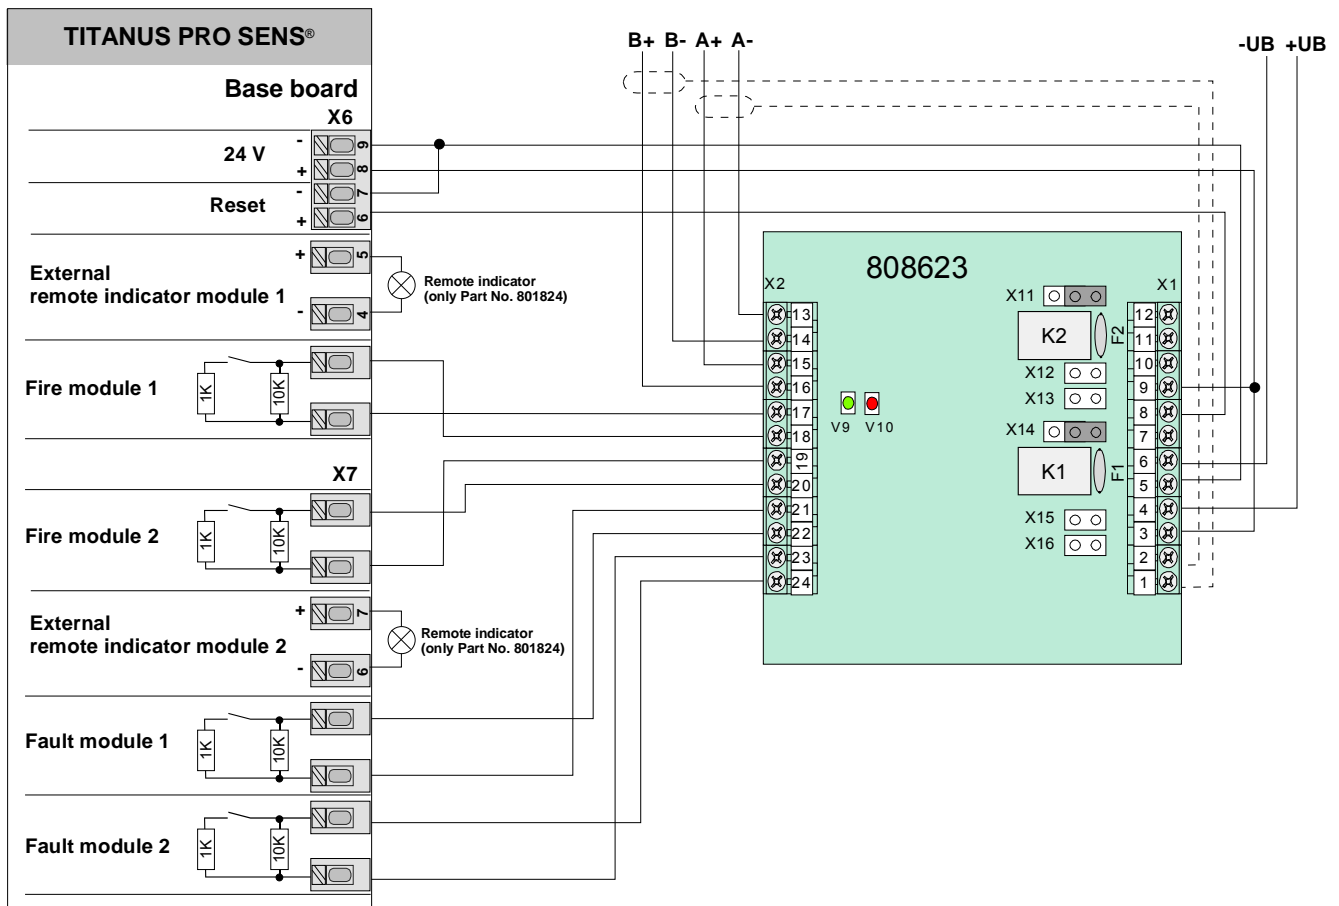 TITANUS PRO SENS®
B+ B- A+ A-
-UB +UB
Base board
X6
24 V
-
9
+
8
Reset
-
7
+
6
External
remote indicator module 1
+
5
-
4
Remote indicator
(only Part No. 801824)
Fire module 1
1K
10K
X7
Fire module 2
1K
10K
External
remote indicator module 2
+
7
-
6
Remote indicator
(only Part No. 801824)
Fault module 1
1K
10K
Fault module 2
1K
10K
808623
X2
13
14
15
16
17
18
19
20
21
22
23
24
V9 V10
X11
K2
F2
X12
X13
X14
K1
F1
X15
X16
X1
12
11
10
9
8
7
6
5
4
3
2
1